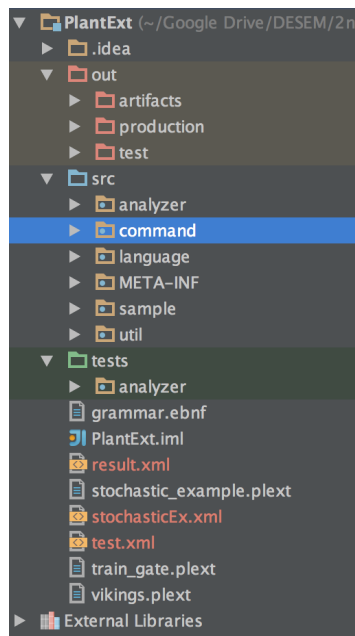 PlantExt (~/Google Drive/DESEM/2n
.idea
out
artifacts
production
test
src
analyzer
command
language
META-INF
sample
util
tests
analyzer
grammar.ebnf
PlantExt.iml
result.xml
stochastic_example.plext
stochasticEx.xml
test.xml
train_gate.plext
vikings.plext
External Libraries